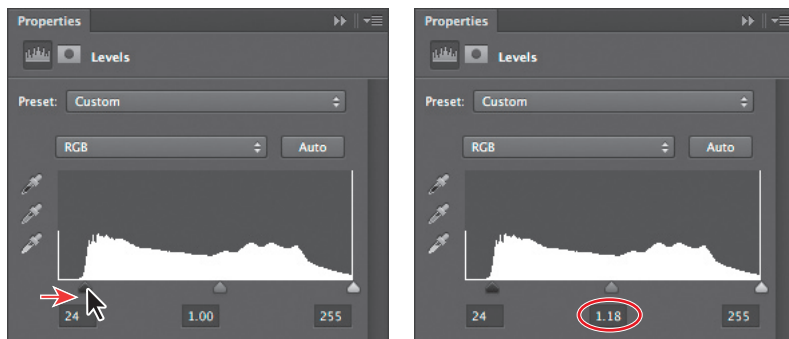 Properties
Levels
Preset: Custom
RGB Auto
24 1.00 255
Properties
Levels
Preset: Custom
RGB Auto
24 1.18 255